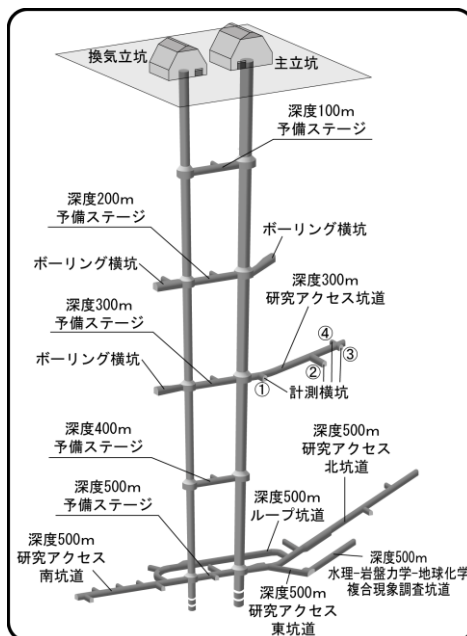 換気立坑
主立坑
深度100m
予備ステージ
深度200m
予備ステージ
ボーリング横坑
ボーリング横坑
深度300m
研究アクセス坑道
深度300m
予備ステージ
④
③
②
①
計測横坑
ボーリング横坑
深度400m
予備ステージ
深度500m
研究アクセス
北坑道
深度500m
予備ステージ
深度500m
ループ坑道
深度500m
研究アクセス
南坑道
深度500m
水理-岩盤力学-地球化学
複合現象調査坑道
深度500m
研究アクセス
東坑道